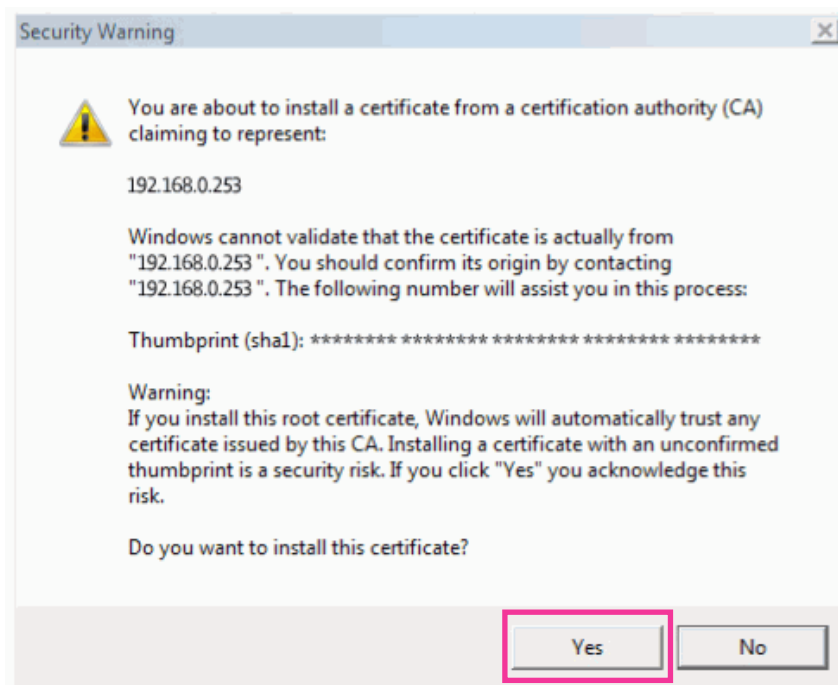 Security Warning
You are about to install a certificate from a certification authority (CA)
claiming to represent:
192.168.0.253
Windows cannot validate that the certificate is actually from
"192.168.0.253 ". You should confirm its origin by contacting
"192.168.0.253 ". The following number will assist you in this process:
Thumbprint (sha1): ******** ******** ******** ******** ********
Warning:
If you install this root certificate, Windows will automatically trust any
certificate issued by this CA. Installing a certificate with an unconfirmed
thumbprint is a security risk. If you click "Yes" you acknowledge this
risk.
Do you want to install this certificate?
Yes No